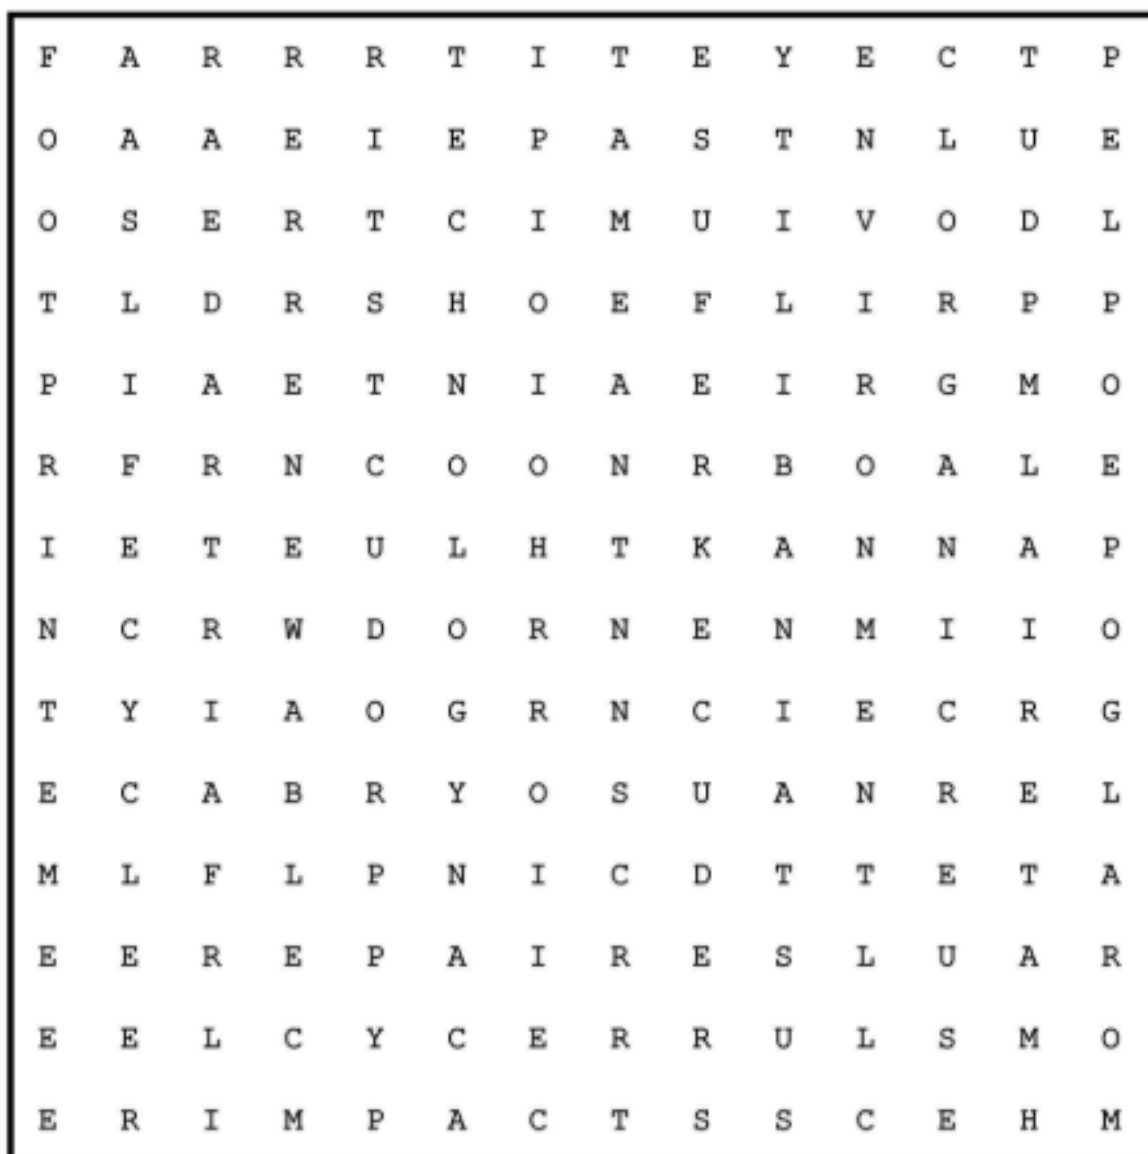 F A R R R T I T E Y E C T P
O A A E I E P A S T N L U E
O S E R T C I M U I V O D L
T L D R S H O E F L I R P P
P I A E T N I A E I R G M O
R F R N C O O N R B O A L E
I E T E U L H T K A N N A P
N C R W D O R N E N M I I O
T Y I A O G R N C I E C R G
E C A B R Y O S U A N R E L
M L F L P N I C D T T E T A
E E R E P A I R E S L U A R
E E L C Y C E R R U L S M O
E R I M P A C T S S C E H M